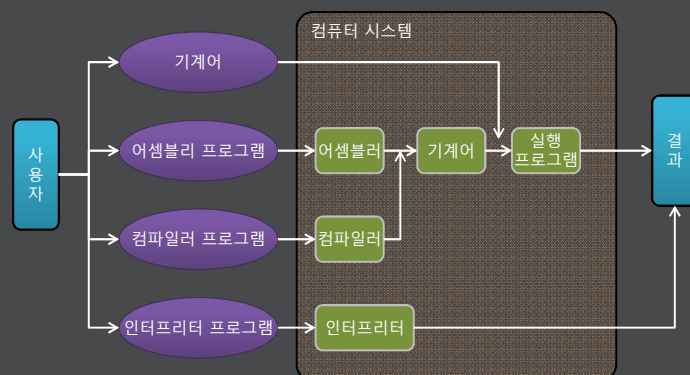 컴퓨터 시스템
기계어
사
용
자
어셈블리 프로그램
어셈블러
기계어
실행
프로그램
결
과
컴파일러 프로그램
컴파일러
인터프리터 프로그램
인터프리터